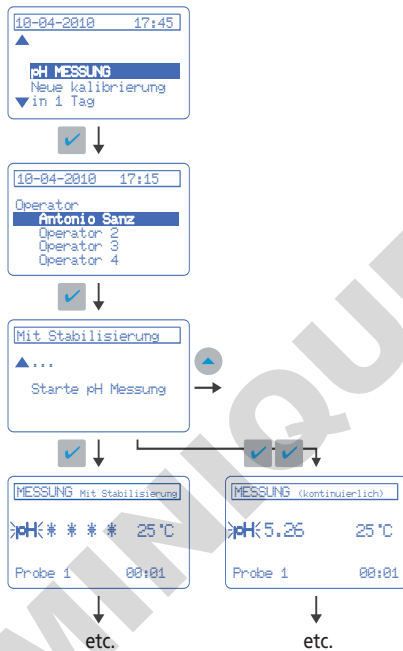 10-04-2010 17:45
pH MESSUNG
Neue kalibrierung
in 1 Tag
10-04-2010 17:15
Operator
Antonio Sanz
Operator 2
Operator 3
Operator 4
Mit Stabilisierung
...
Starte pH Messung
MESSUNG Mit Stabilisierung
pH * * * * 25°C
Probe 1 00:01
etc.
MESSUNG (kontinuierlich)
pH 5.26 25°C
Probe 1 00:01
etc.
MINIQU